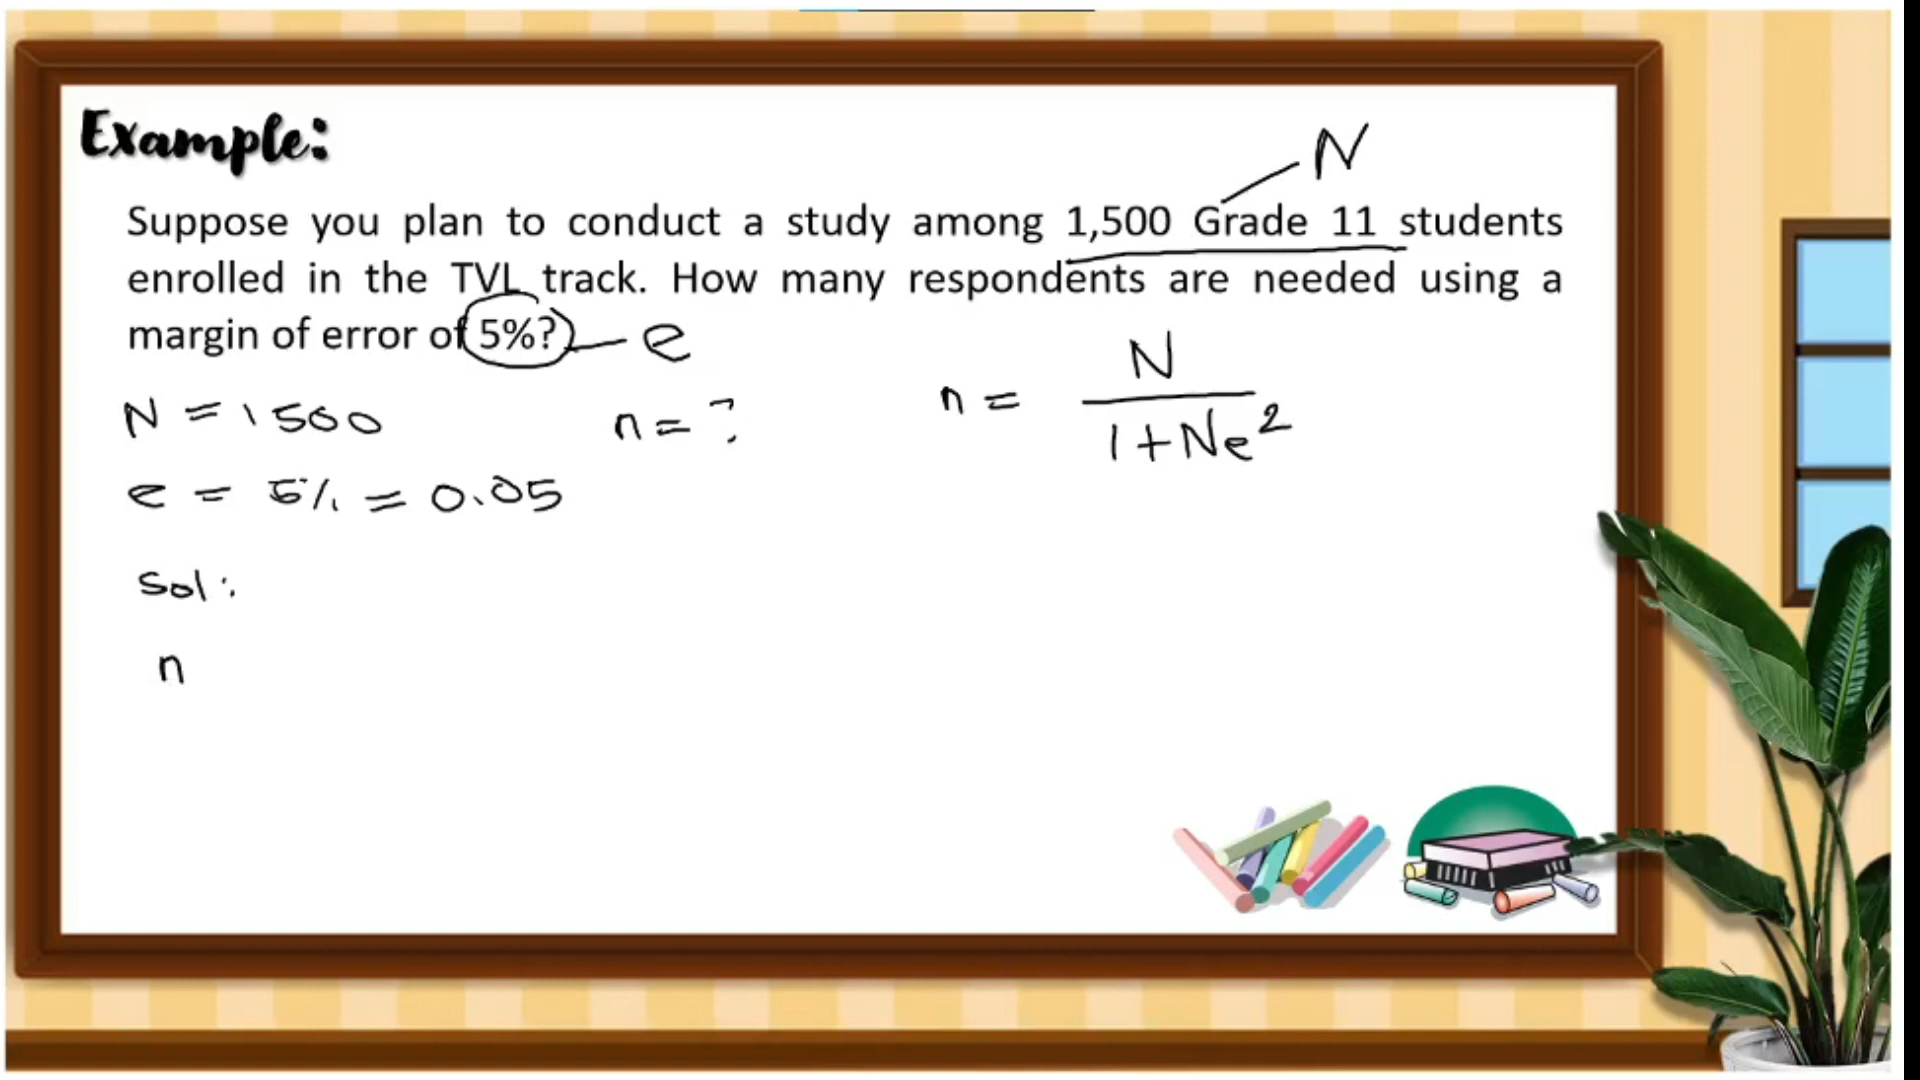 Example:
N
Suppose you plan to conduct a study among 1,500 Grade 11 students
enrolled in the TVL track. How many respondents are needed using a
margin of error of 5%? e
N = 1500
n = ?
n = N / 1+Ne²
e = 5% = 0.05
Sol:
n